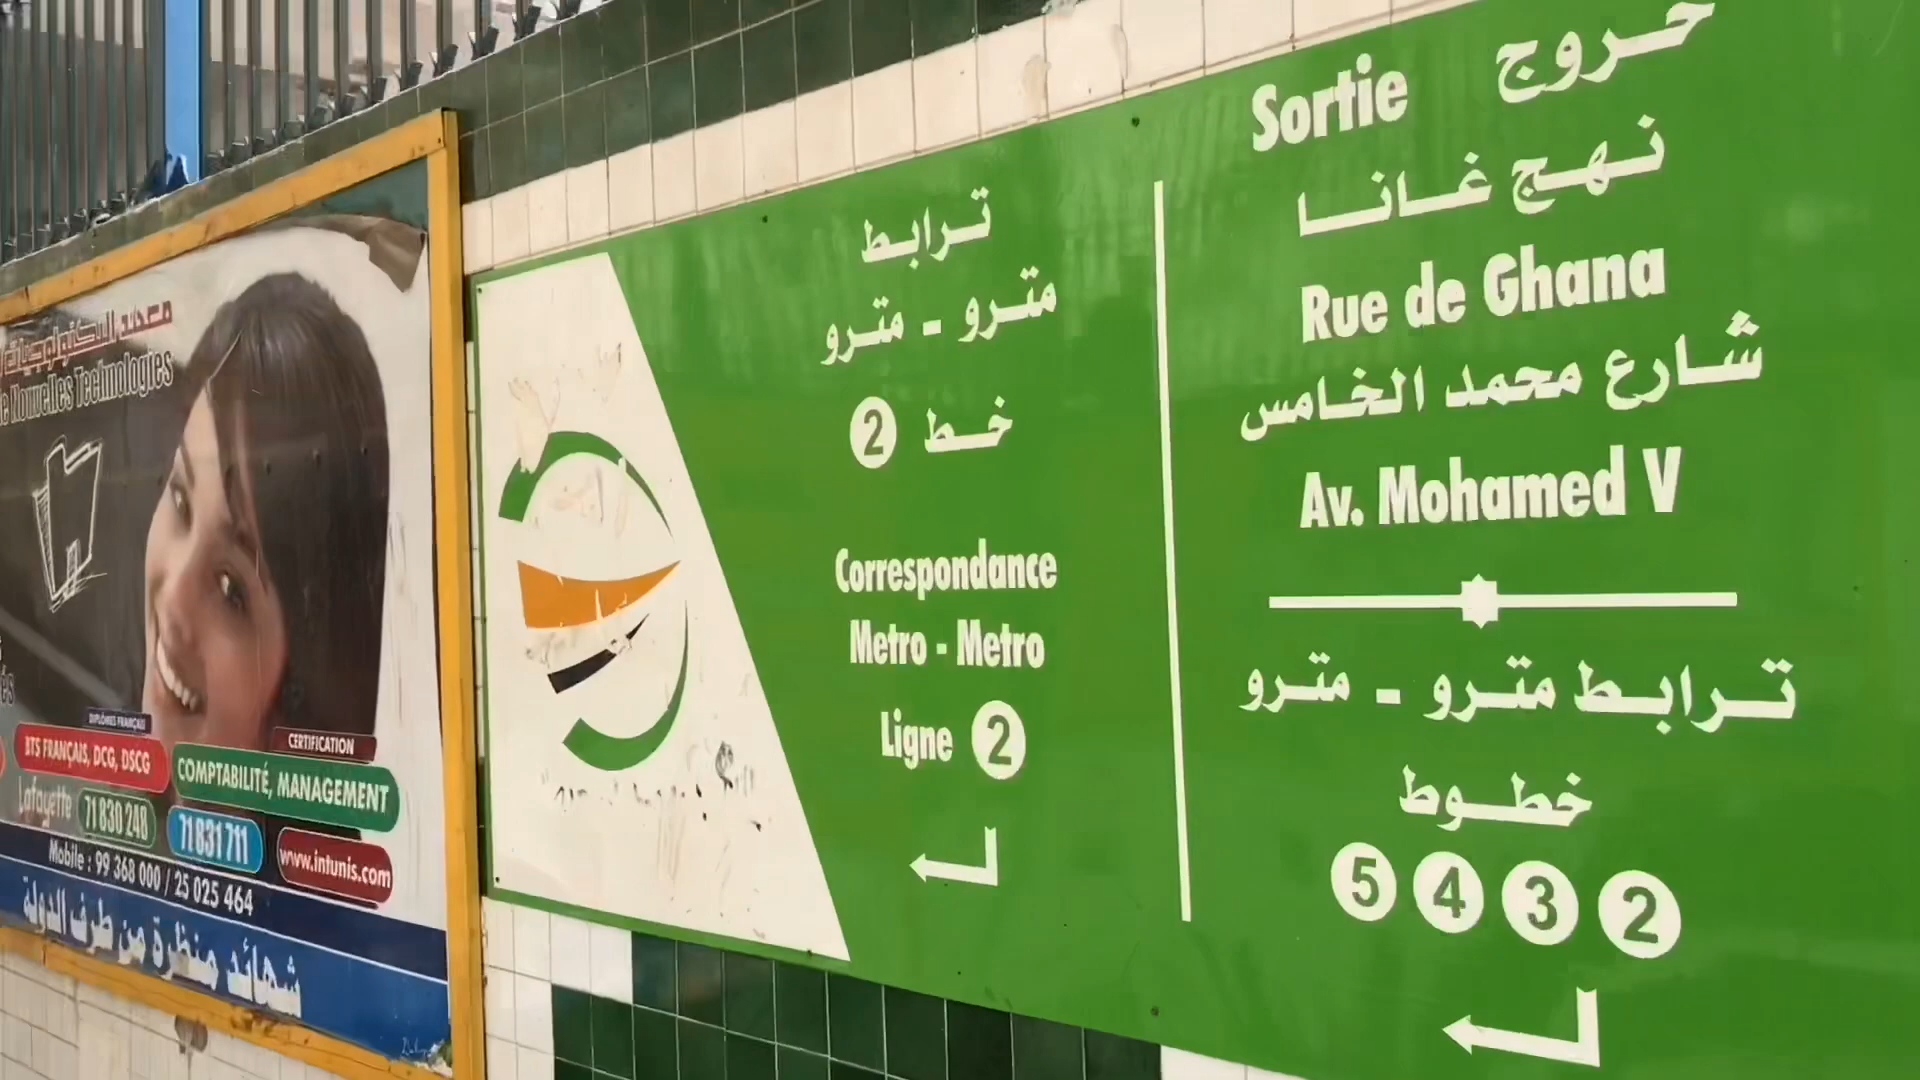 معهد التكنولوجيات
Nouvelles Technologies
DIPLÔMES FRANÇAIS
BTS FRANÇAIS, DCG, DSCG
CERTIFICATION
COMPTABILITÉ, MANAGEMENT
Lafayette 71 830 248
71 831 711
www.intunis.com
Mobile : 99 368 000 / 25 025 464
شهائد منظرة من طرف الدولة
ترابط
مترو - مترو
خط 2
Correspondance
Metro - Metro
Ligne 2
Sortie خروج
نهج غانا
Rue de Ghana
شارع محمد الخامس
Av. Mohamed V
ترابط مترو - مترو
خطوط
5 4 3 2